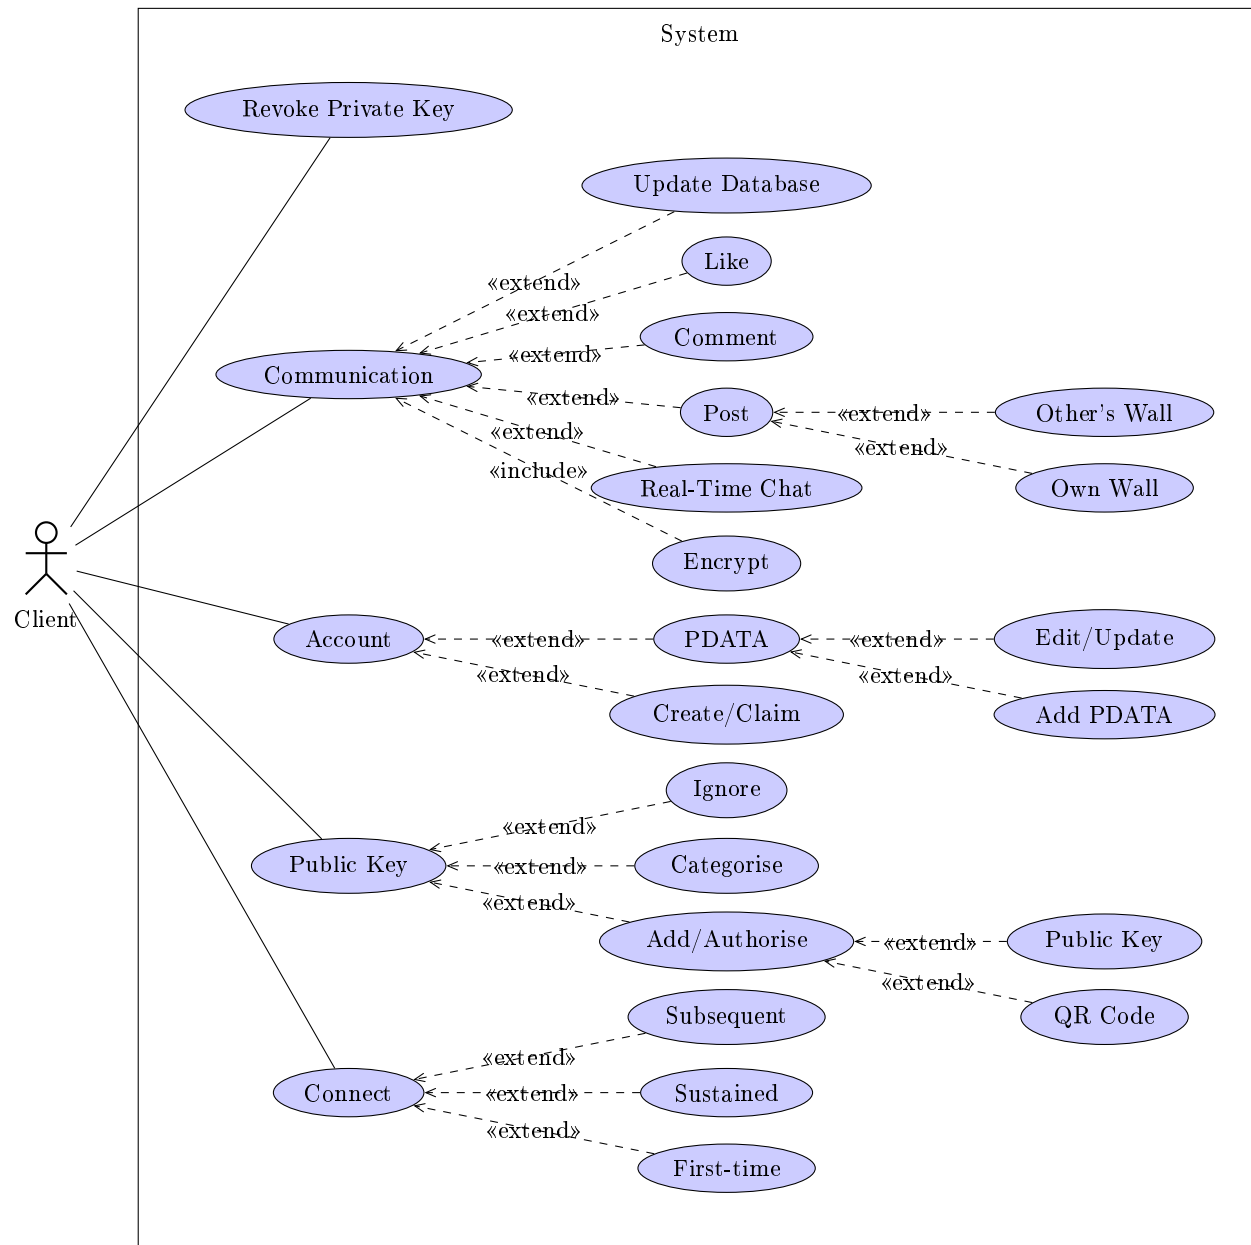 System
Revoke Private Key
Update Database
«extend»
Like
«extend»
Comment
«extend»
Communication
«extend»
Post
«extend»
Other's Wall
«extend»
Own Wall
«extend»
Real-Time Chat
«include»
Encrypt
Client
Account
«extend»
PDATA
«extend»
Edit/Update
«extend»
Create/Claim
«extend»
Add PDATA
Ignore
«extend»
Public Key
«extend»
Categorise
«extend»
Add/Authorise
«extend»
Public Key
«extend»
QR Code
Subsequent
«extend»
Connect
«extend»
Sustained
«extend»
First-time